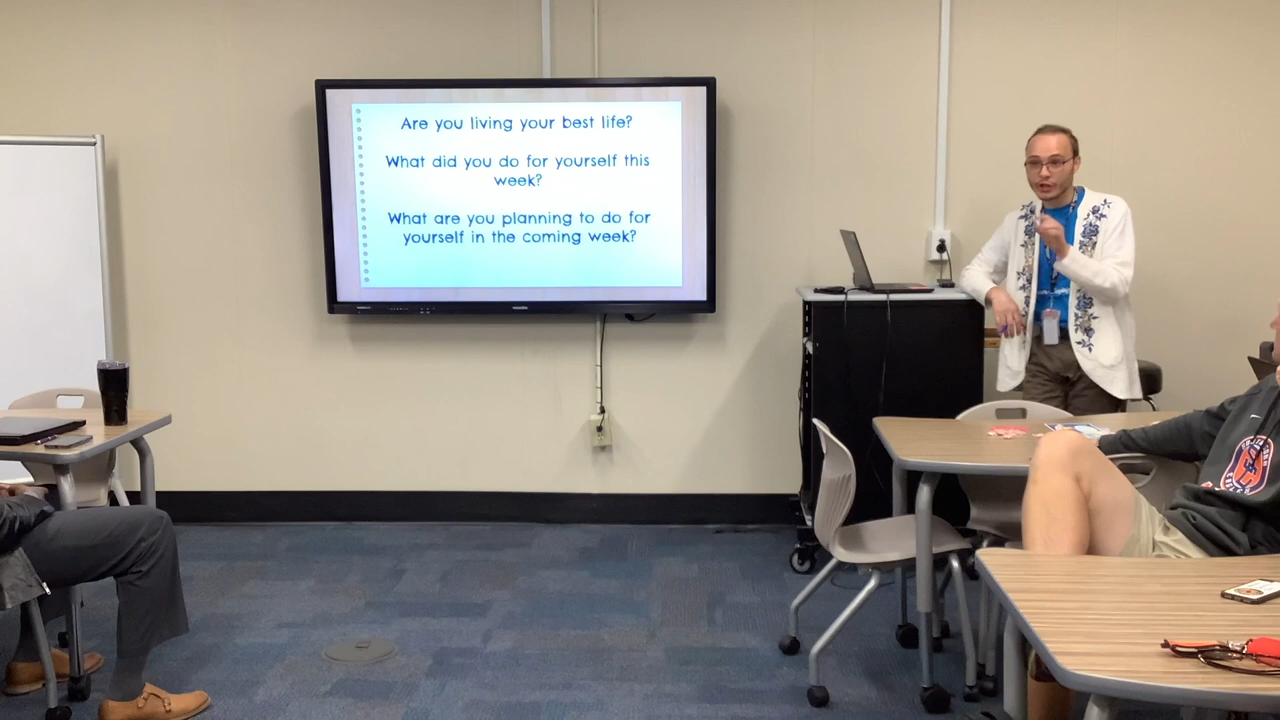 Are you living your best life?
What did you do for yourself this
week?
What are you planning to do for
yourself in the coming week?